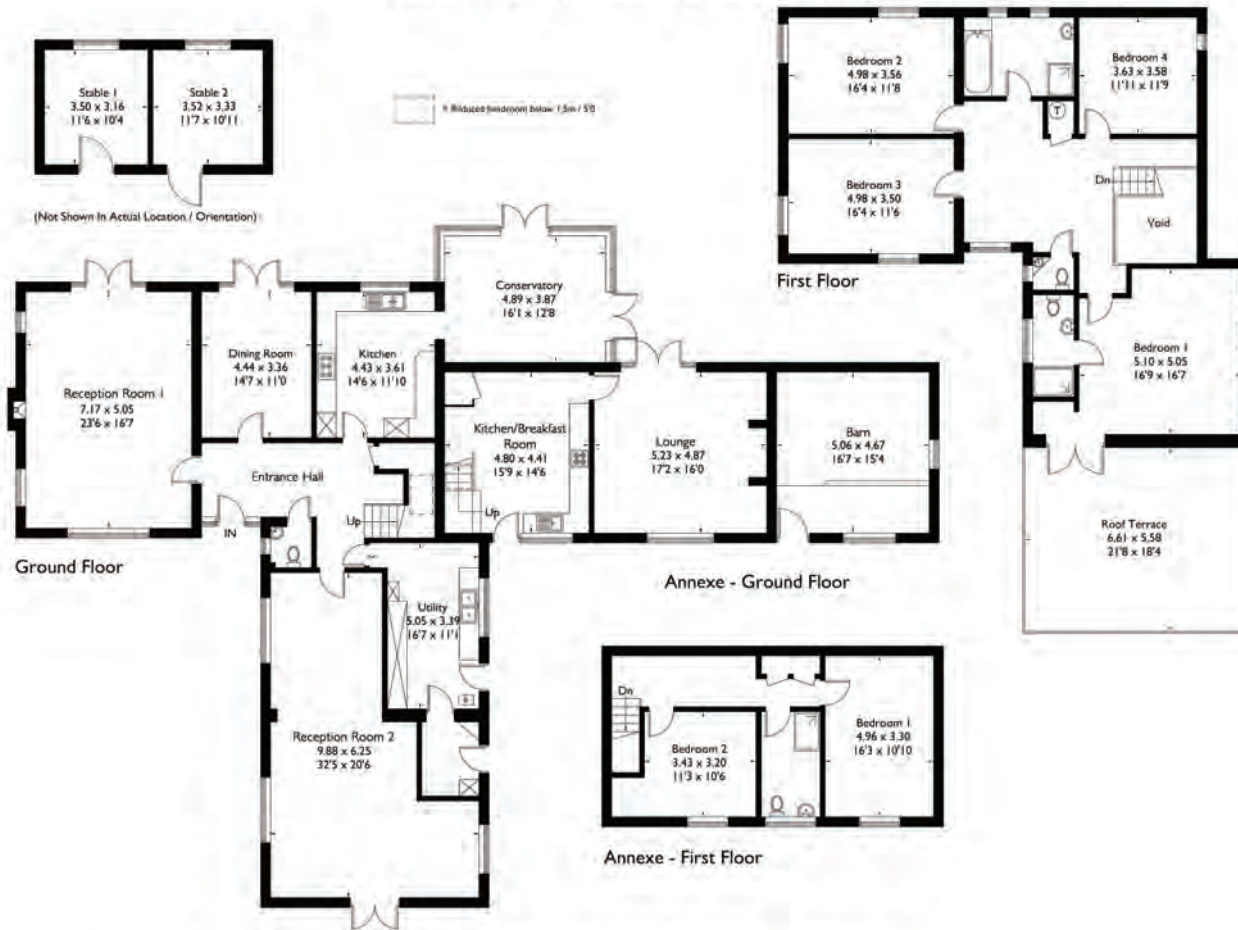 Stable 1
3.50 x 3.16
11'6 x 10'4
Stable 2
3.52 x 3.33
11'7 x 10'11
(Not Shown In Actual Location / Orientation)
= Reduced headroom below 1.5m / 5'0
Bedroom 2
4.98 x 3.56
16'4 x 11'8
Bedroom 4
3.63 x 3.58
11'11 x 11'9
T
Bedroom 3
4.98 x 3.50
16'4 x 11'6
Dn
Void
First Floor
Bedroom 1
5.10 x 5.05
16'9 x 16'7
Roof Terrace
6.61 x 5.58
21'8 x 18'4
Conservatory
4.89 x 3.87
16'1 x 12'8
Reception Room 1
7.17 x 5.05
23'6 x 16'7
Dining Room
4.44 x 3.36
14'7 x 11'0
Kitchen
4.43 x 3.61
14'6 x 11'10
Entrance Hall
Up
IN
Ground Floor
Kitchen/Breakfast
Room
4.80 x 4.41
15'9 x 14'6
Up
Lounge
5.23 x 4.87
17'2 x 16'0
Barn
5.06 x 4.67
16'7 x 15'4
Annexe - Ground Floor
Utility
5.05 x 3.39
16'7 x 11'1
Reception Room 2
9.88 x 6.25
32'5 x 20'6
Dn
Bedroom 2
3.43 x 3.20
11'3 x 10'6
Bedroom 1
4.96 x 3.30
16'3 x 10'10
Annexe - First Floor